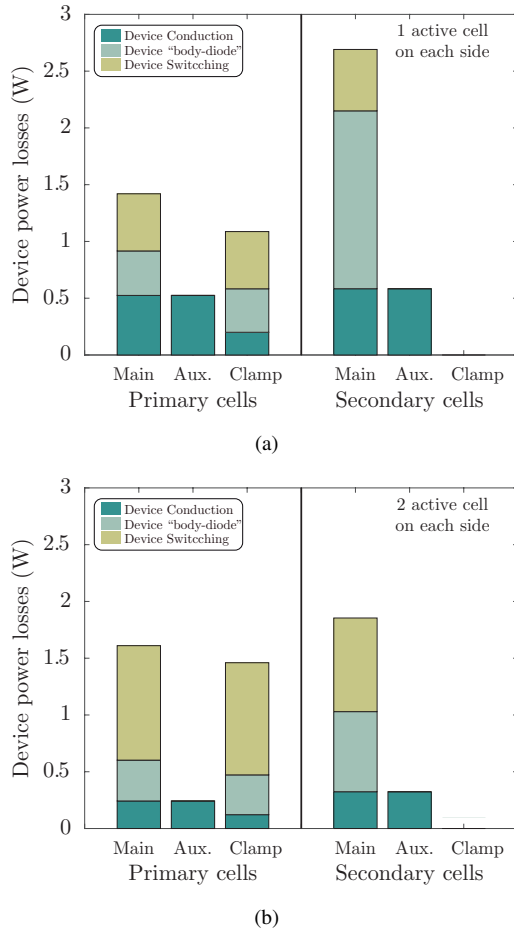 3
2.5
2
1.5
1
0.5
0
Device power losses (W)
Device Conduction
Device “body-diode”
Device Switcching
1 active cell
on each side
Main Aux. Clamp Main Aux. Clamp
Primary cells Secondary cells
(a)
3
2.5
2
1.5
1
0.5
0
Device power losses (W)
Device Conduction
Device “body-diode”
Device Switcching
2 active cell
on each side
Main Aux. Clamp Main Aux. Clamp
Primary cells Secondary cells
(b)